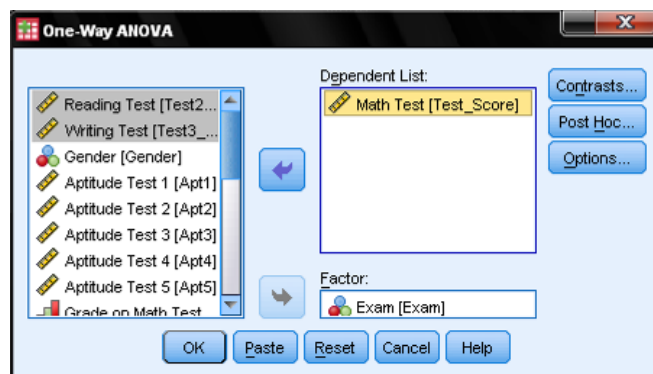 One-Way ANOVA
Reading Test [Test2...
Writing Test [Test3_...
Gender [Gender]
Aptitude Test 1 [Apt1]
Aptitude Test 2 [Apt2]
Aptitude Test 3 [Apt3]
Aptitude Test 4 [Apt4]
Aptitude Test 5 [Apt5]
Grade on Math Test
Dependent List:
Math Test [Test_Score]
Factor:
Exam [Exam]
Contrasts...
Post Hoc...
Options...
OK Paste Reset Cancel Help